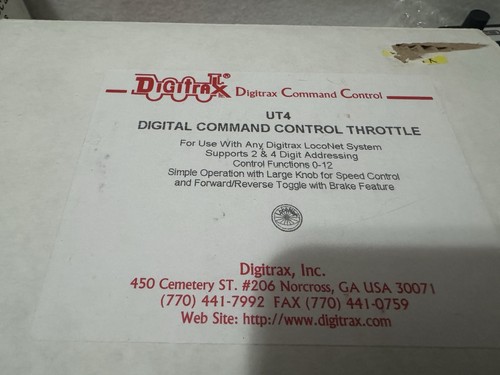 DIGITRAX® Digitrax Command Control
UT4
DIGITAL COMMAND CONTROL THROTTLE
For Use With Any Digitrax LocoNet System
Supports 2 & 4 Digit Addressing
Control Functions 0-12
Simple Operation with Large Knob for Speed Control
and Forward/Reverse Toggle with Brake Feature
Digitrax, Inc.
450 Cemetery ST. #206 Norcross, GA USA 30071
(770) 441-7992 FAX (770) 441-0759
Web Site: http://www.digitrax.com